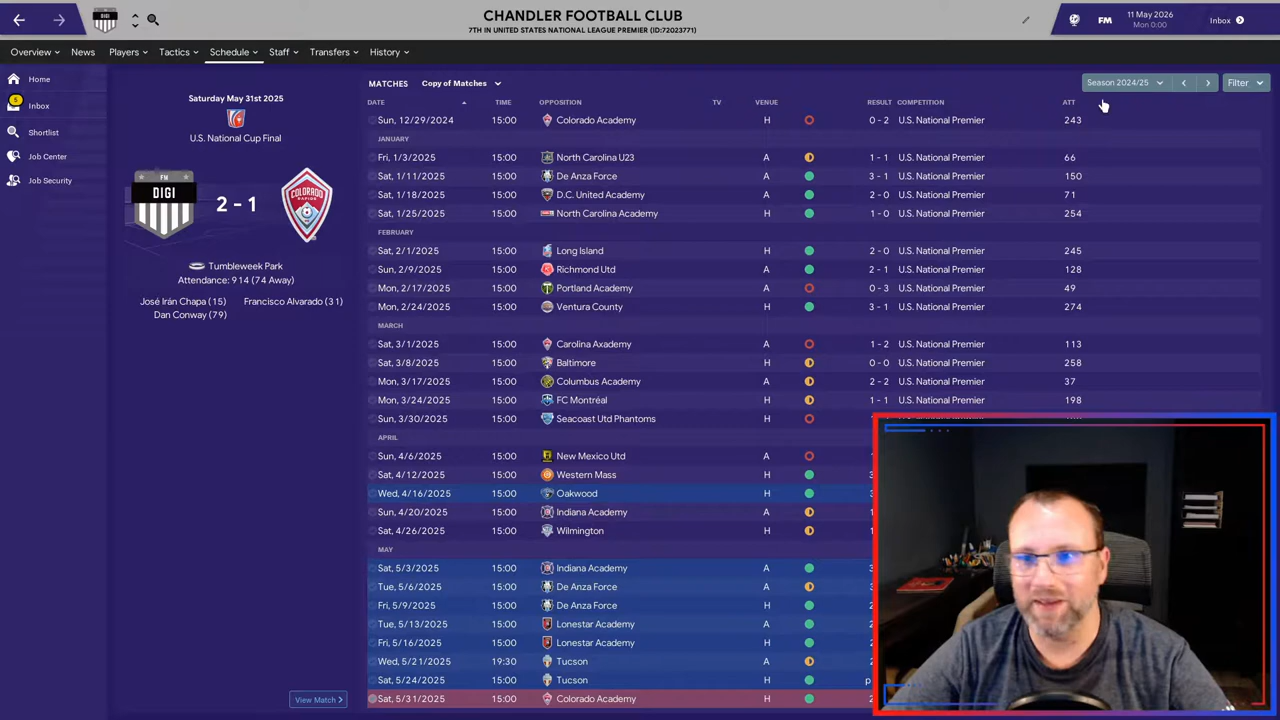 CHANDLER FOOTBALL CLUB
7TH IN UNITED STATES NATIONAL LEAGUE PREMIER (ID:72023771)
FM
11 May 2026
Mon 0:00
Inbox
Overview
News
Players
Tactics
Schedule
Staff
Transfers
History
Home
5
Inbox
Shortlist
Job Center
Job Security
Saturday May 31st 2025
U.S. National Cup Final
FM
DIGI
2 - 1
COLORADO
RAPIDS
Tumbleweek Park
Attendance: 914 (74 Away)
José Irán Chapa (15) Francisco Alvarado (31)
Dan Conway (79)
View Match
MATCHES Copy of Matches Season 2024/25 Filter
DATE TIME OPPOSITION TV VENUE RESULT COMPETITION ATT
Sun, 12/29/2024 15:00 Colorado Academy H 0 - 2 U.S. National Premier 243
JANUARY
Fri, 1/3/2025 15:00 North Carolina U23 A 1 - 1 U.S. National Premier 66
Sat, 1/11/2025 15:00 De Anza Force A 3 - 1 U.S. National Premier 150
Sat, 1/18/2025 15:00 D.C. United Academy A 2 - 0 U.S. National Premier 71
Sat, 1/25/2025 15:00 North Carolina Academy H 1 - 0 U.S. National Premier 254
FEBRUARY
Sat, 2/1/2025 15:00 Long Island H 2 - 0 U.S. National Premier 245
Sun, 2/9/2025 15:00 Richmond Utd A 2 - 1 U.S. National Premier 128
Mon, 2/17/2025 15:00 Portland Academy A 0 - 3 U.S. National Premier 49
Mon, 2/24/2025 15:00 Ventura County H 3 - 1 U.S. National Premier 274
MARCH
Sat, 3/1/2025 15:00 Carolina Axademy A 1 - 2 U.S. National Premier 113
Sat, 3/8/2025 15:00 Baltimore H 0 - 0 U.S. National Premier 258
Mon, 3/17/2025 15:00 Columbus Academy A 2 - 2 U.S. National Premier 37
Mon, 3/24/2025 15:00 FC Montréal H 1 - 1 U.S. National Premier 198
Sun, 3/30/2025 15:00 Seacoast Utd Phantoms A
APRIL
Sun, 4/6/2025 15:00 New Mexico Utd A
Sat, 4/12/2025 15:00 Western Mass H
Wed, 4/16/2025 15:00 Oakwood H
Sun, 4/20/2025 15:00 Indiana Academy A
Sat, 4/26/2025 15:00 Wilmington H
MAY
Sat, 5/3/2025 15:00 Indiana Academy A
Tue, 5/6/2025 15:00 De Anza Force A
Fri, 5/9/2025 15:00 De Anza Force H
Tue, 5/13/2025 15:00 Lonestar Academy A
Fri, 5/16/2025 15:00 Lonestar Academy H
Wed, 5/21/2025 19:30 Tucson A
Sat, 5/24/2025 15:00 Tucson H
Sat, 5/31/2025 15:00 Colorado Academy H